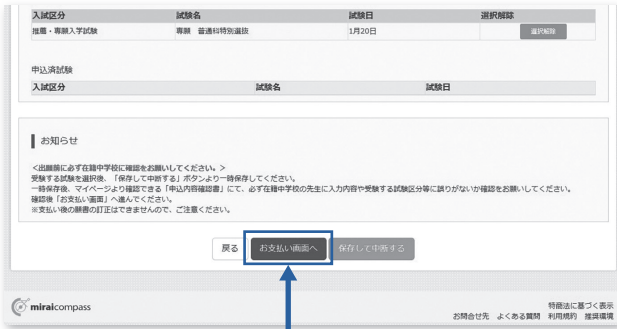 入試区分 試験名 試験日 選択解除
推薦・専願入学試験 専願 普通科特別選抜 1月20日 選択解除
申込済試験
入試区分 試験名 試験日
お知らせ
＜出願前に必ず在籍中学校に確認をお願いしてください。＞
受験する試験を選択後、「保存して中断する」ボタンより一時保存してください。
一時保存後、マイページより確認できる「申込内容確認書」にて、必ず在籍中学校の先生に入力内容や受験する試験区分等に誤りがないか確認をお願いしてください。
確認後「お支払い画面」へ進んでください。
※支払い後の願書の訂正はできませんので、ご注意ください。
戻る お支払い画面へ 保存して中断する
miraicompass
特商法に基づく表示
お問合せ先 よくある質問 利用規約 推奨環境